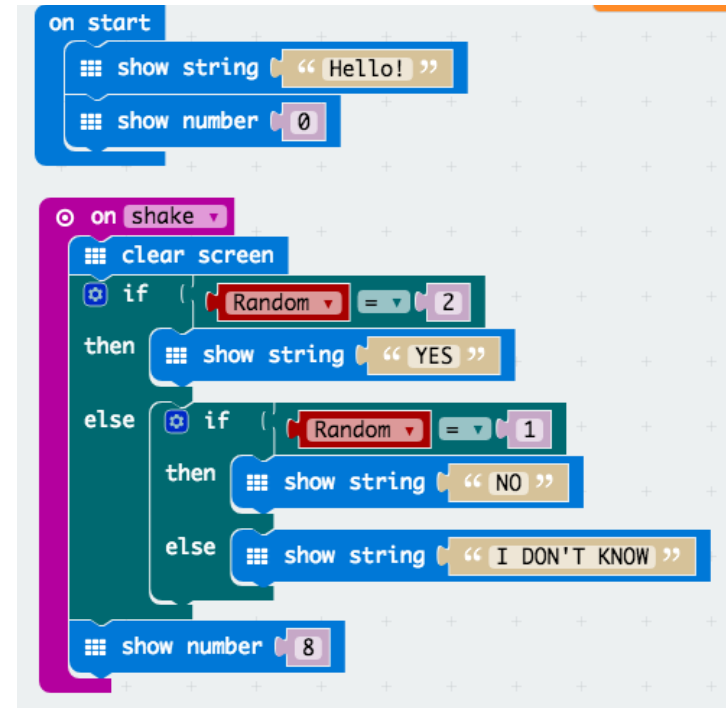 on start
show string “ Hello! ”
show number 0
on shake
clear screen
if Random = 2
then show string “ YES ”
else if Random = 1
then show string “ NO ”
else show string “ I DON'T KNOW ”
show number 8